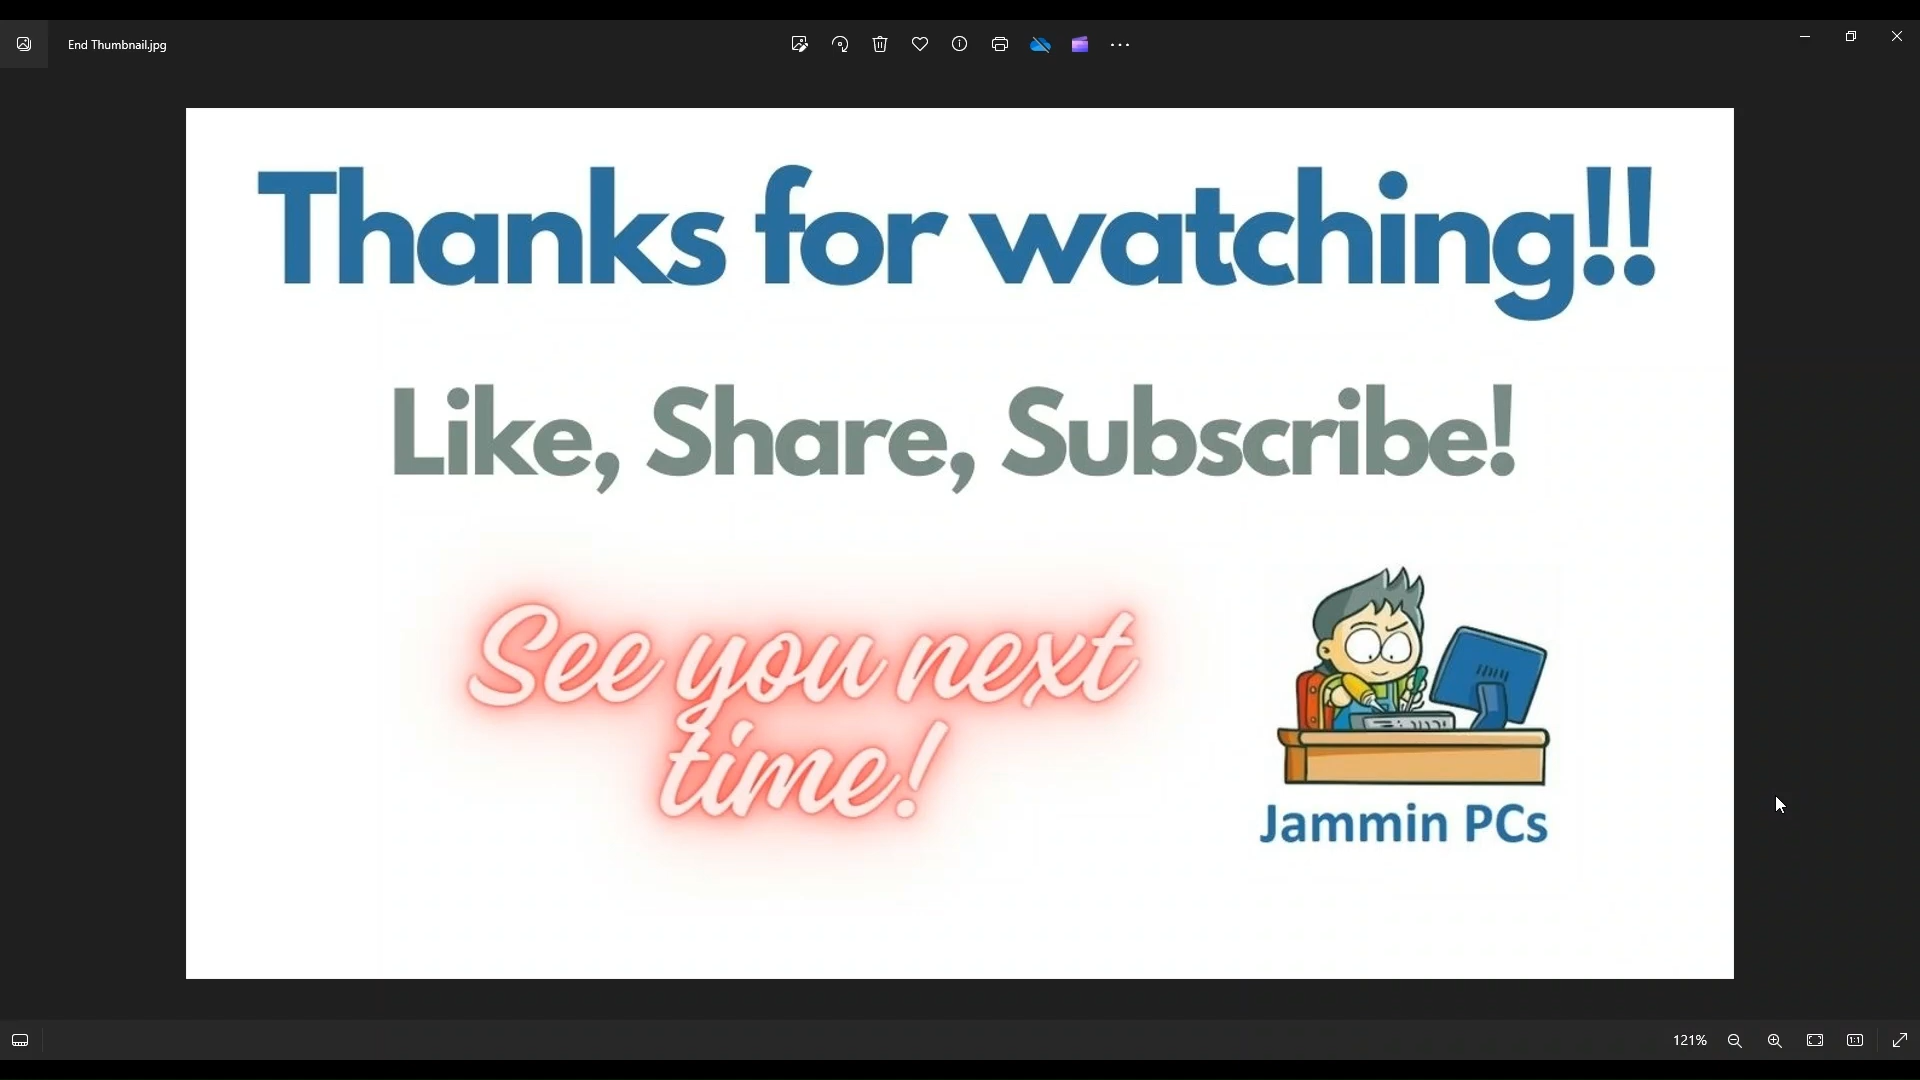 End Thumbnail.jpg
Thanks for watching!!
Like, Share, Subscribe!
See you next
time!
Jammin PCs
121%